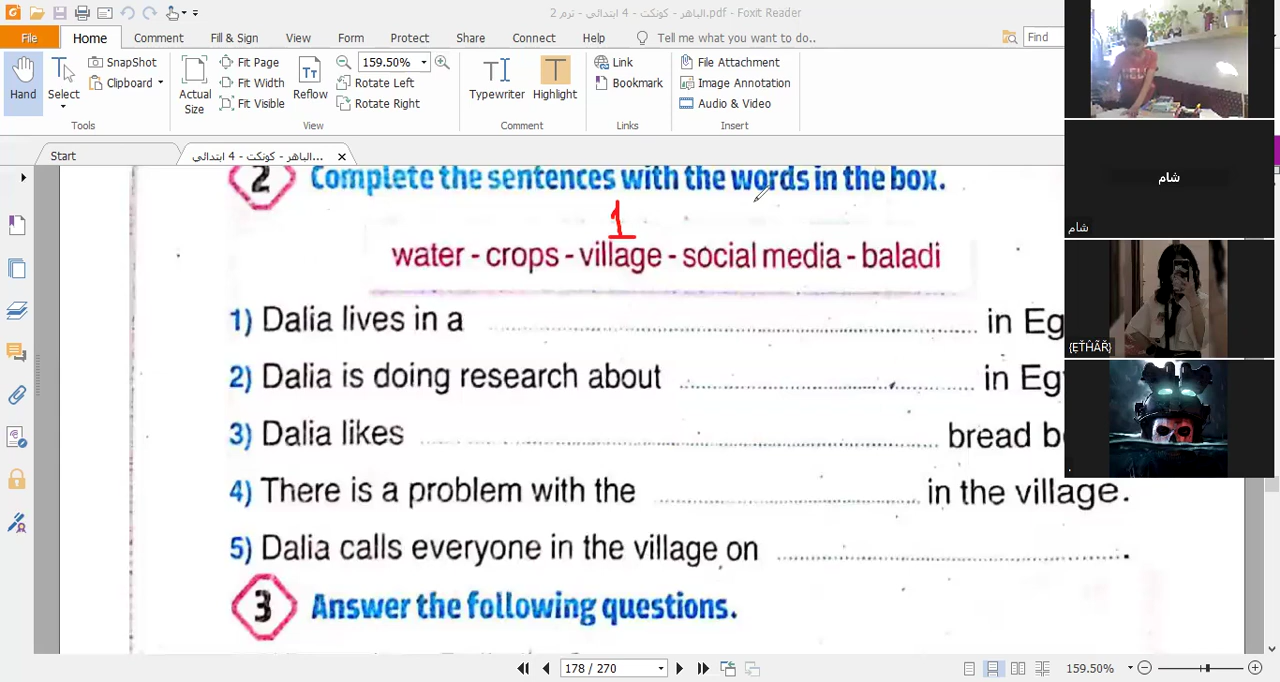 الباهر - كونكت - 4 ابتدائي - ترم 2.pdf - Foxit Reader
File Home Comment Fill & Sign View Form Protect Share Connect Help Tell me what you want to do.. Find
Hand
Select
SnapShot
Clipboard
Tools
Actual Size
Fit Page
Fit Width
Fit Visible
Reflow
159.50%
Rotate Left
Rotate Right
View
Typewriter
Highlight
Comment
Link
Bookmark
Links
File Attachment
Image Annotation
Audio & Video
Insert
Start
الباهر - كونكت - 4 ابتدائي...
2 Complete the sentences with the words in the box.
1
water - crops - village - social media - baladi
1) Dalia lives in a in Eg
2) Dalia is doing research about in Eg
3) Dalia likes bread b
4) There is a problem with the in the village.
5) Dalia calls everyone in the village on .
3 Answer the following questions.
شام
شام
178 / 270
159.50%